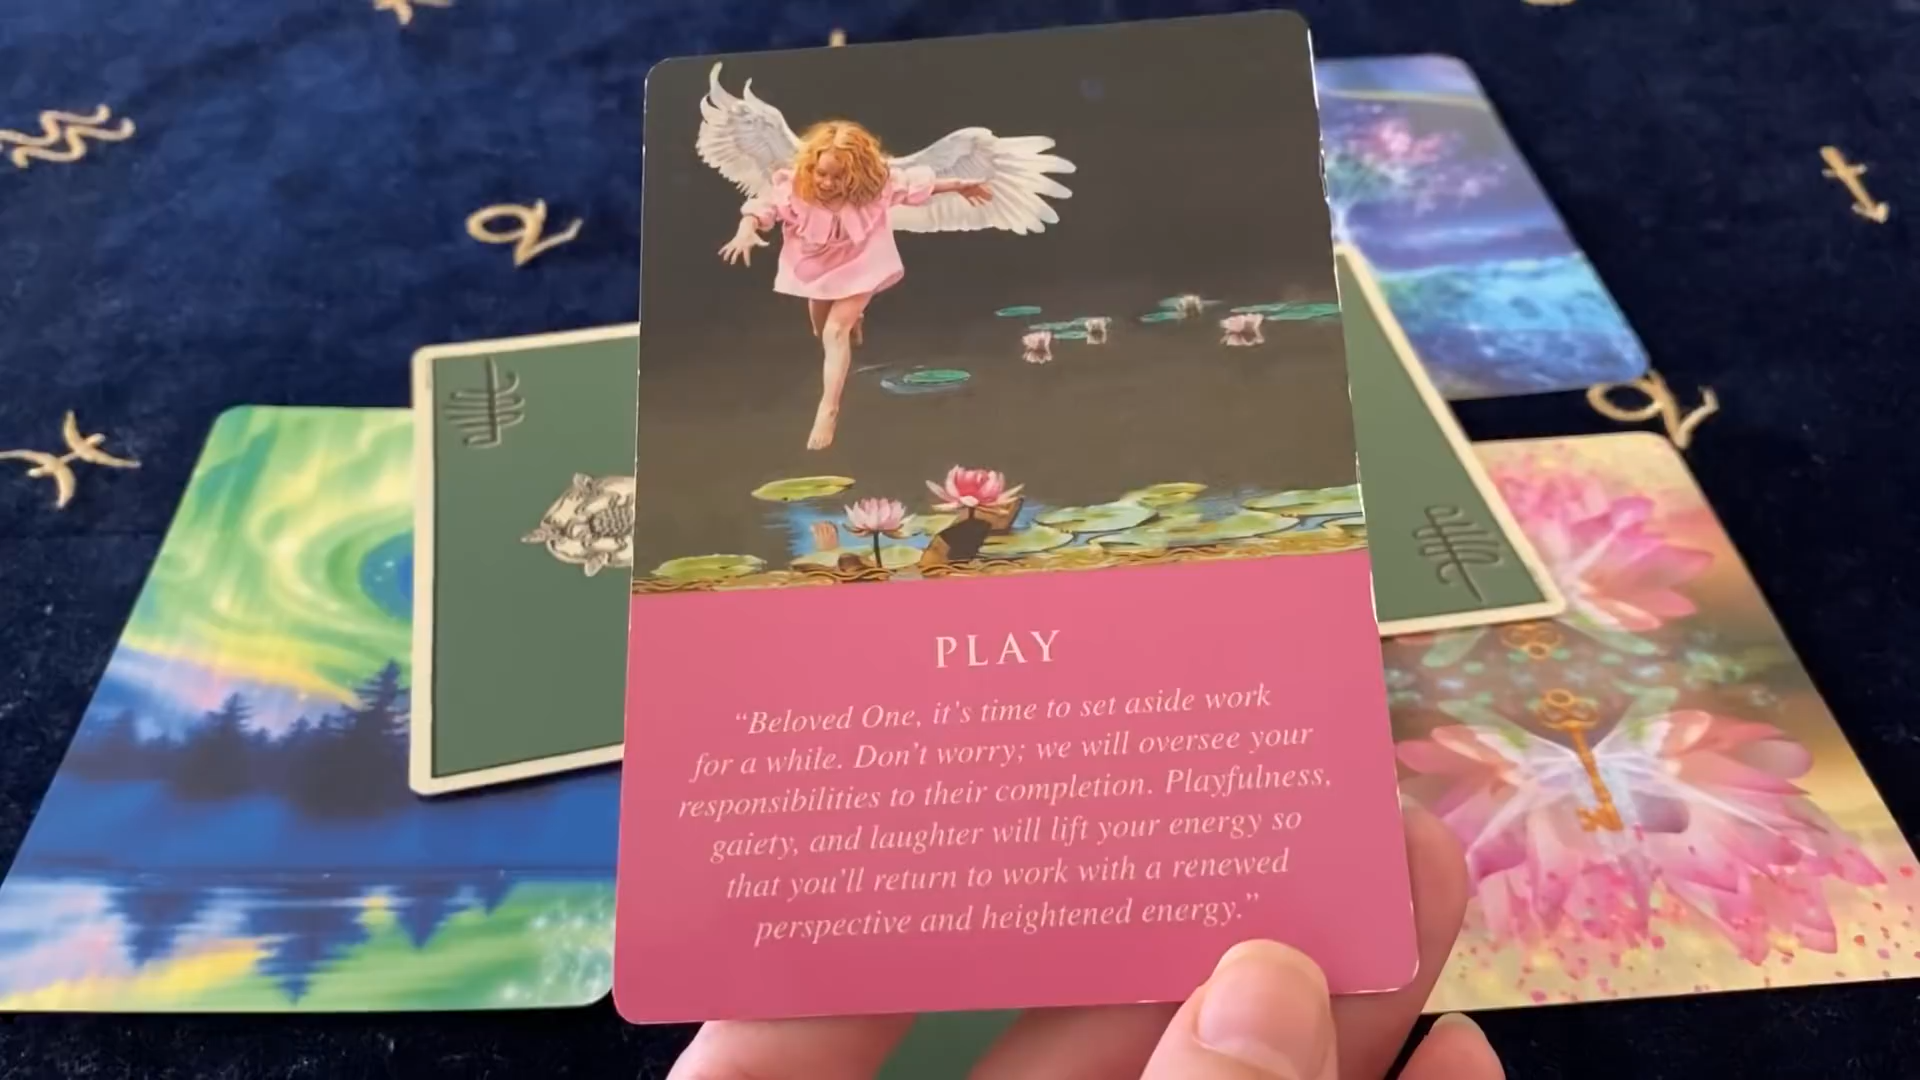 PLAY
“Beloved One, it's time to set aside work
for a while. Don't worry; we will oversee your
responsibilities to their completion. Playfulness,
gaiety, and laughter will lift your energy so
that you'll return to work with a renewed
perspective and heightened energy.”